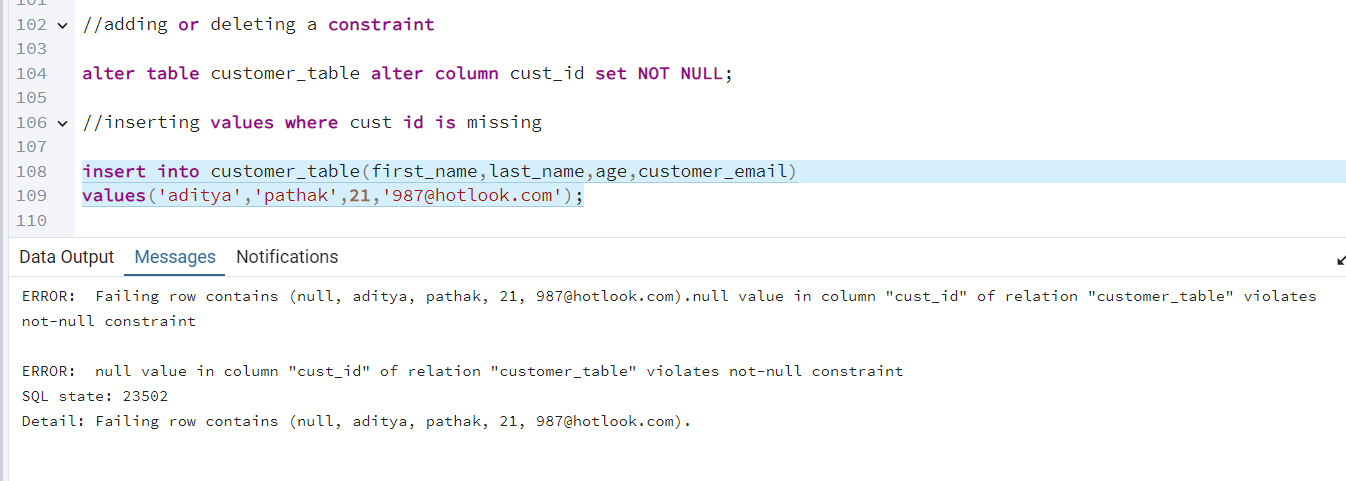 102 //adding or deleting a constraint
103
104 alter table customer_table alter column cust_id set NOT NULL;
105
106 //inserting values where cust id is missing
107
108 insert into customer_table(first_name,last_name,age,customer_email)
109 values('aditya','pathak',21,'987@hotlook.com');
110
Data Output Messages Notifications
ERROR:  Failing row contains (null, aditya, pathak, 21, 987@hotlook.com).null value in column "cust_id" of relation "customer_table" violates
not-null constraint
ERROR:  null value in column "cust_id" of relation "customer_table" violates not-null constraint
SQL state: 23502
Detail: Failing row contains (null, aditya, pathak, 21, 987@hotlook.com).